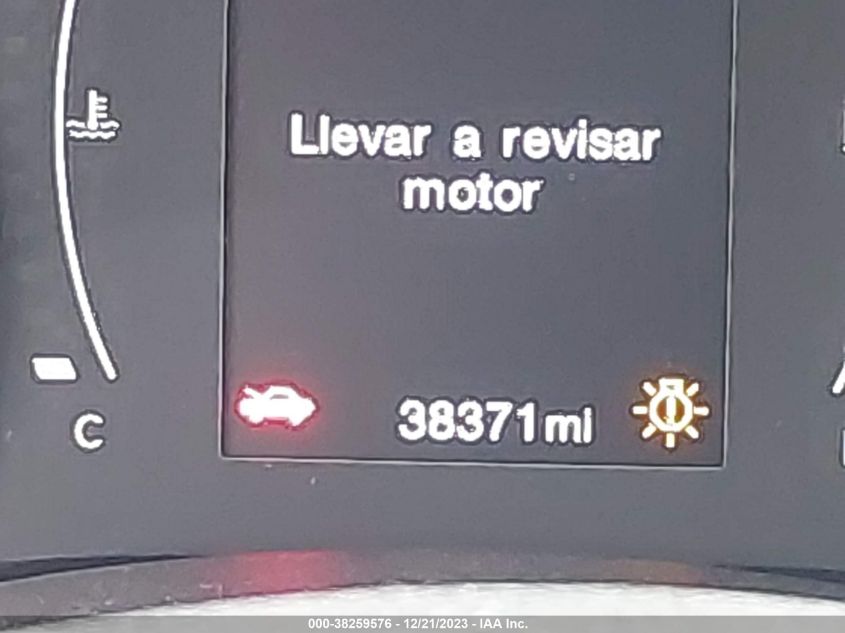 Llevar a revisar
motor
C
38371mi
000-38259576 - 12/21/2023 - IAA Inc.